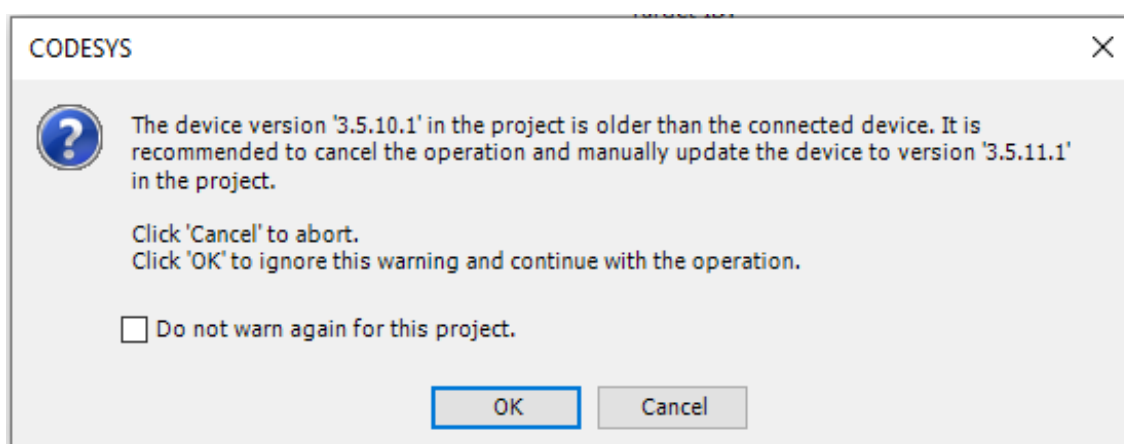 CODESYS
The device version '3.5.10.1' in the project is older than the connected device. It is
recommended to cancel the operation and manually update the device to version '3.5.11.1'
in the project.
Click 'Cancel' to abort.
Click 'OK' to ignore this warning and continue with the operation.
Do not warn again for this project.
OK
Cancel